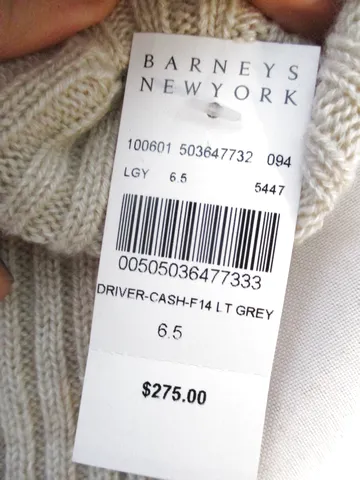 BARNEYS
NEWYORK
100601 503647732 094
LGY 6.5 5447
00505036477333
DRIVER-CASH-F14 LT GREY
6.5
$275.00